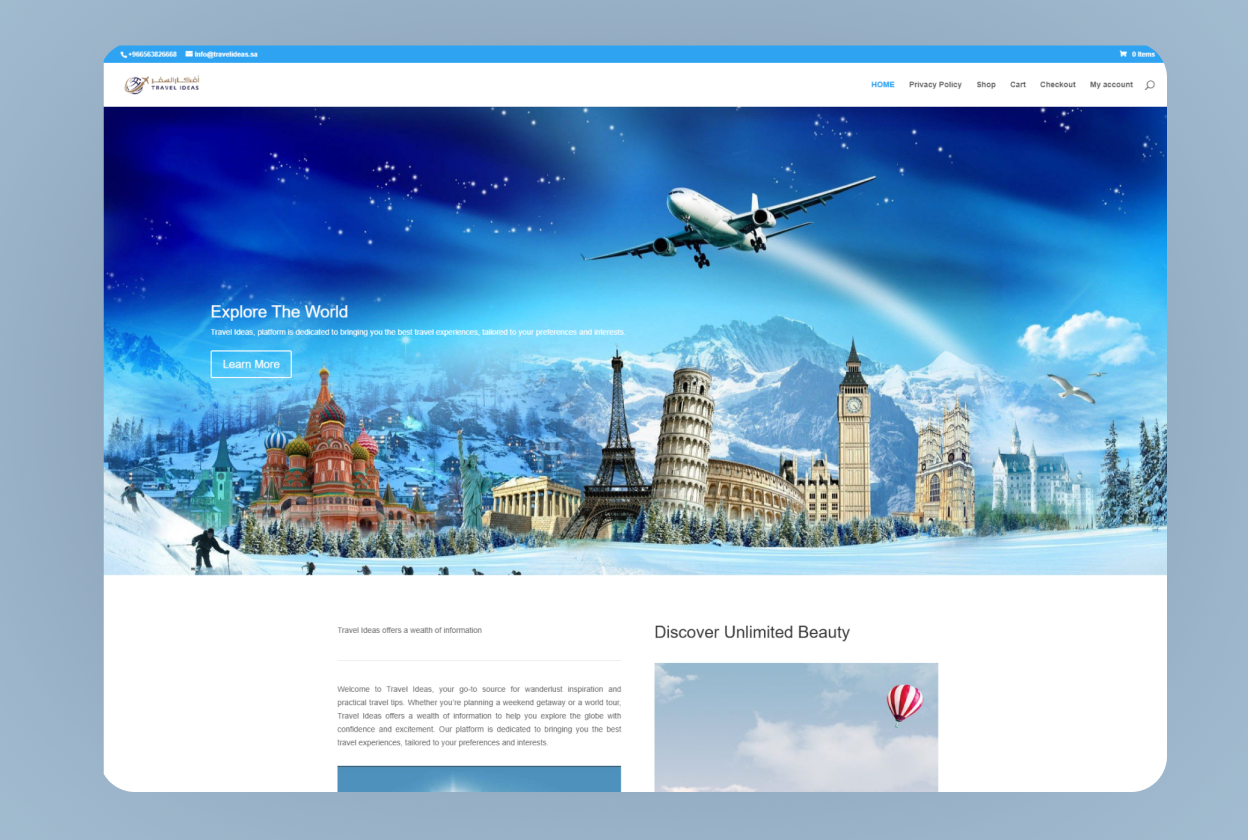 +966563826668 info@travelideas.sa 0 Items
أفكار السفر
TRAVEL IDEAS
HOME Privacy Policy Shop Cart Checkout My account
Explore The World
Travel Ideas, platform is dedicated to bringing you the best travel experiences, tailored to your preferences and interests.
Learn More
Travel Ideas offers a wealth of information
Welcome to Travel Ideas, your go-to source for wanderlust inspiration and
practical travel tips. Whether you're planning a weekend getaway or a world tour,
Travel Ideas offers a wealth of information to help you explore the globe with
confidence and excitement. Our platform is dedicated to bringing you the best
travel experiences, tailored to your preferences and interests.
Discover Unlimited Beauty